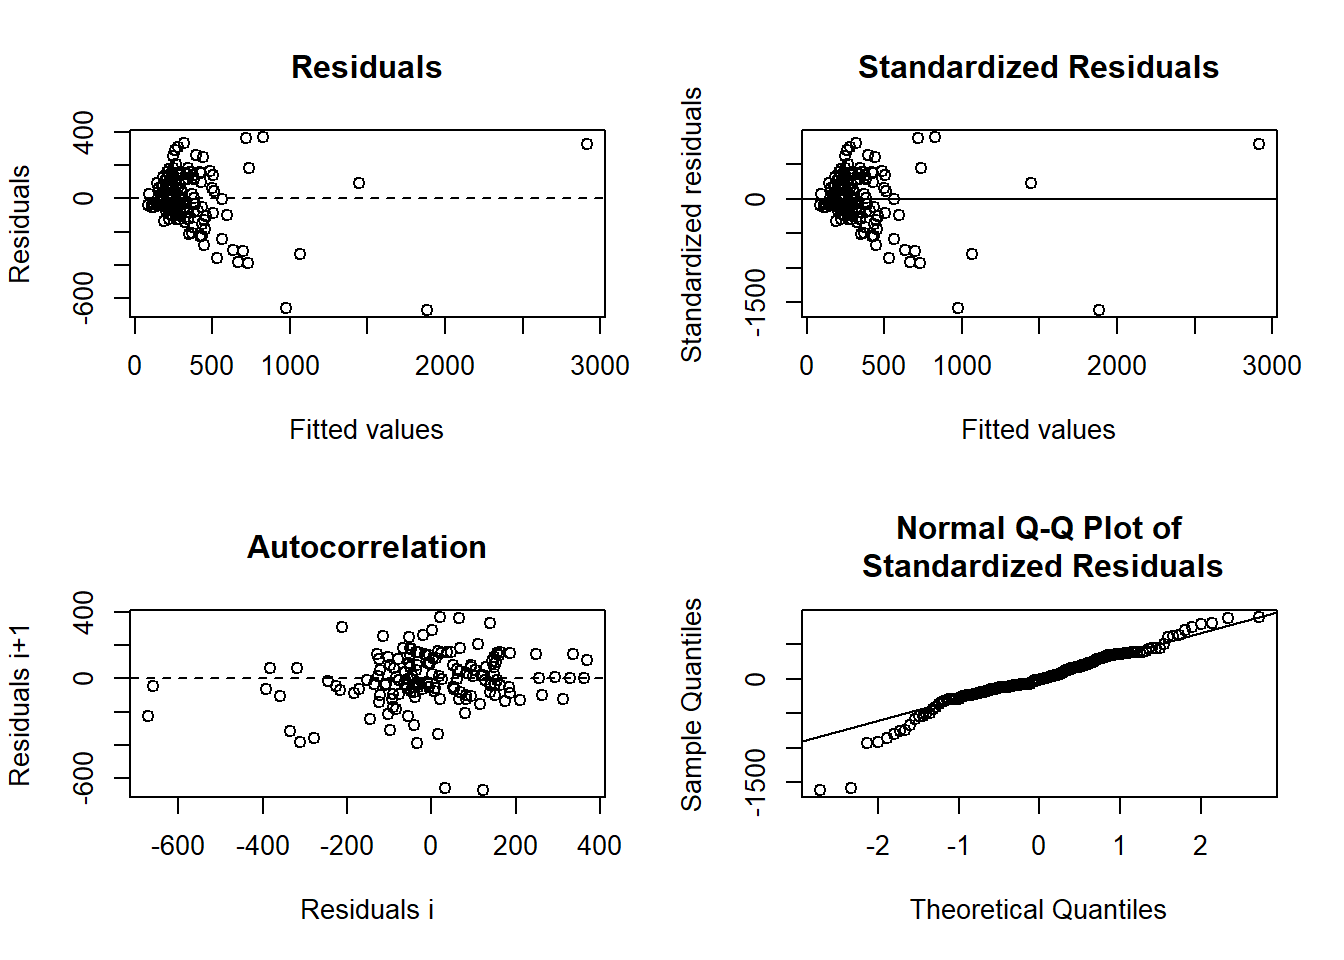 Residuals
Residuals
400
0
-600
0
500
1000
2000
3000
Fitted values
Standardized Residuals
Standardized residuals
0
-1500
0
500
1000
2000
3000
Fitted values
Autocorrelation
Residuals i+1
400
0
-600
-600
-400
-200
0
200
400
Residuals i
Normal Q-Q Plot of
Standardized Residuals
Sample Quantiles
0
-1500
-2
-1
0
1
2
Theoretical Quantiles